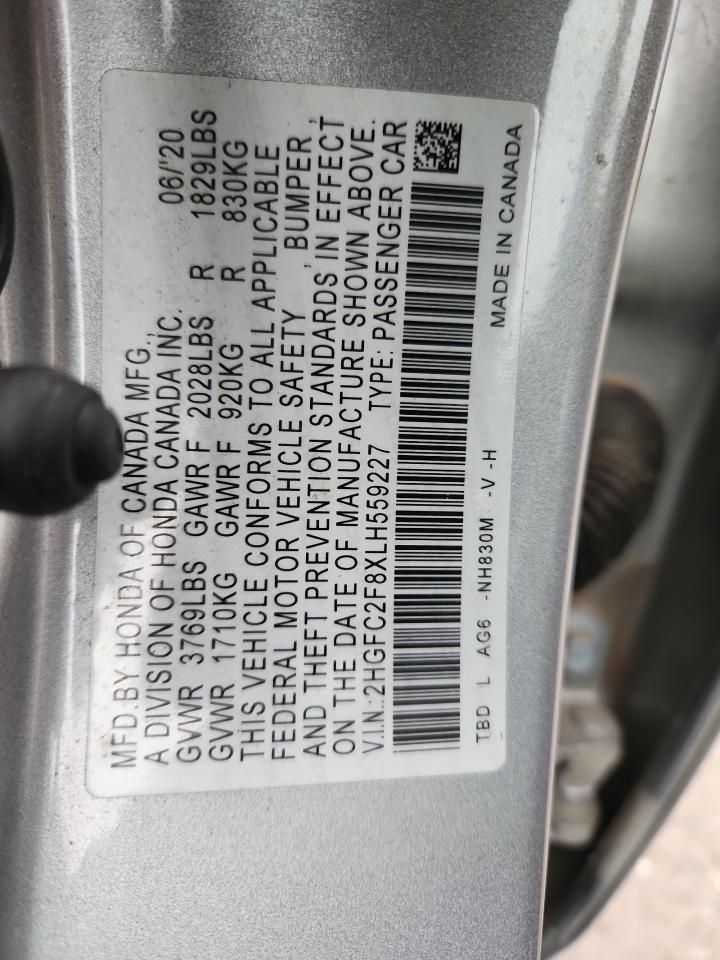 MFD.BY HONDA OF CANADA MFG.,
A DIVISION OF HONDA CANADA INC. 06/'20
GVWR 3769LBS GAWR F 2028LBS R 1829LBS
GVWR 1710KG GAWR F 920KG R 830KG
THIS VEHICLE CONFORMS TO ALL APPLICABLE
FEDERAL MOTOR VEHICLE SAFETY , BUMPER,
AND THEFT PREVENTION STANDARDS IN EFFECT
ON THE DATE OF MANUFACTURE SHOWN ABOVE.
V.I.N.:2HGFC2F8XLH559227 TYPE: PASSENGER CAR
TBD L AG6 -NH830M -V -H MADE IN CANADA